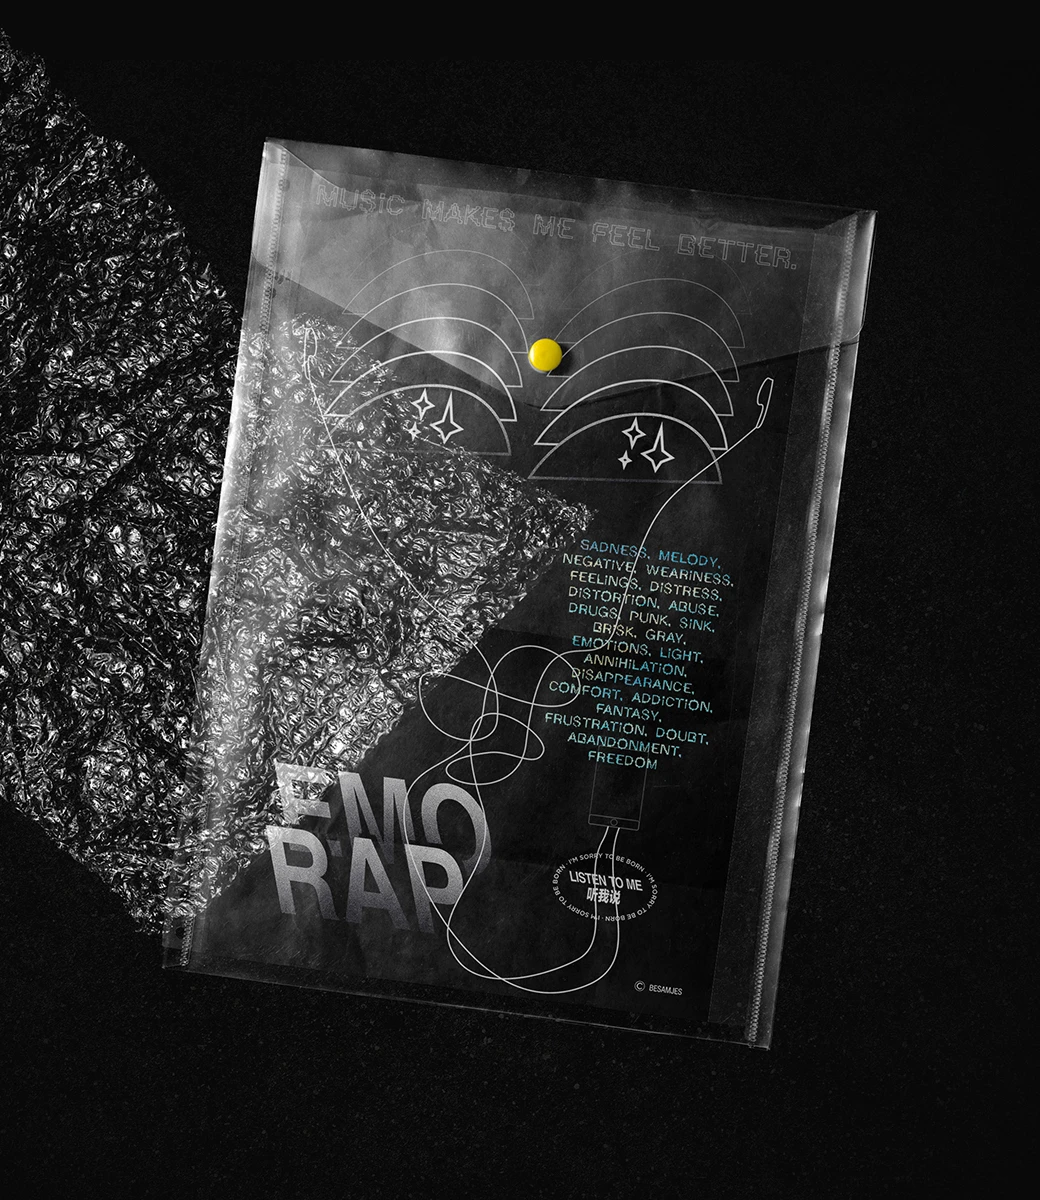 MUSIC MAKES ME FEEL BETTER.
SADNESS, MELODY,
NEGATIVE, WEARINESS,
FEELINGS, DISTRESS,
DISTORTION, ABUSE,
DRUGS, PUNK, SINK,
BRISK, GRAY,
EMOTIONS, LIGHT,
ANNIHILATION,
DISAPPEARANCE,
COMFORT, ADDICTION,
FANTASY,
FRUSTRATION, DOUBT,
ABANDONMENT,
FREEDOM
EMO
RAP
I'M SORRY TO BE BORN · I'M SORRY TO BE BORN · I'M SORRY TO BE BORN ·
LISTEN TO ME
听我说
© BESAMJES